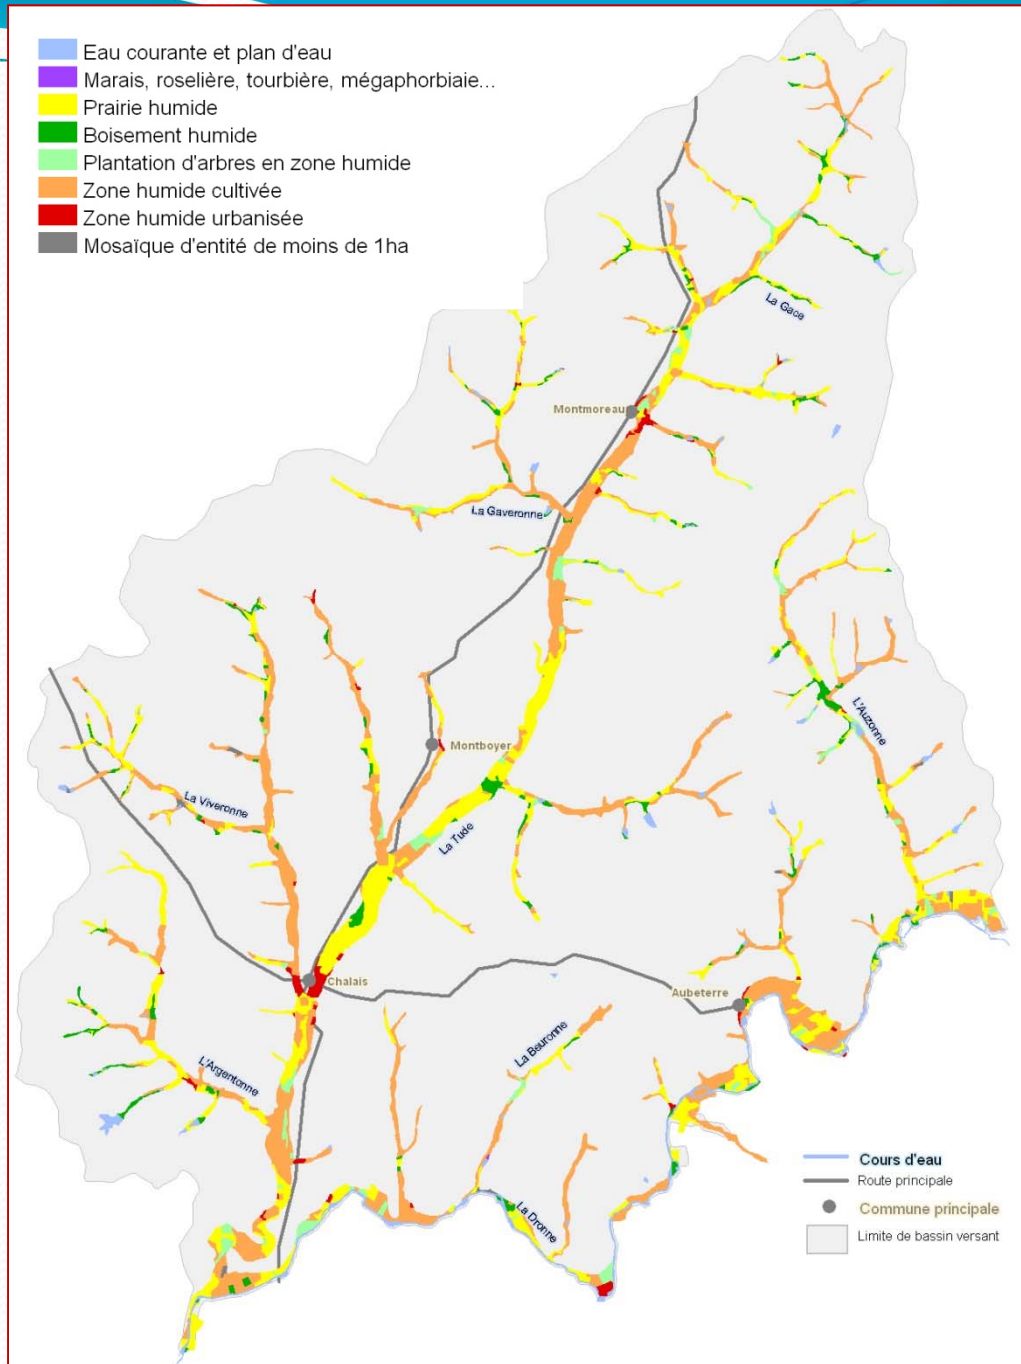 Eau courante et plan d'eau
Marais, roselière, tourbière, mégaphorbiaie...
Prairie humide
Boisement humide
Plantation d'arbres en zone humide
Zone humide cultivée
Zone humide urbanisée
Mosaïque d'entité de moins de 1ha
La Gace
Montmoreau
La Gaveronne
L'Auzonne
Montboyer
La Viveronne
La Tude
Chalais
Aubeterre
La Beuronne
L'Argentonne
La Dronne
Cours d'eau
Route principale
Commune principale
Limite de bassin versant